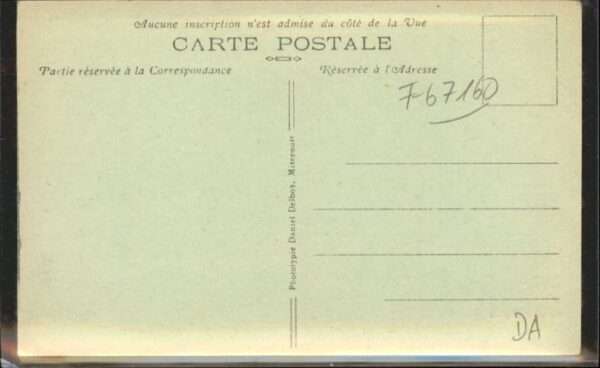 Aucune inscription n'est admise du côté de la Vue
CARTE POSTALE
Partie réservée à la Correspondance
Réservée à l'Adresse
F-67160
Phototypie Daniel Delboy, Mirecourt
DA